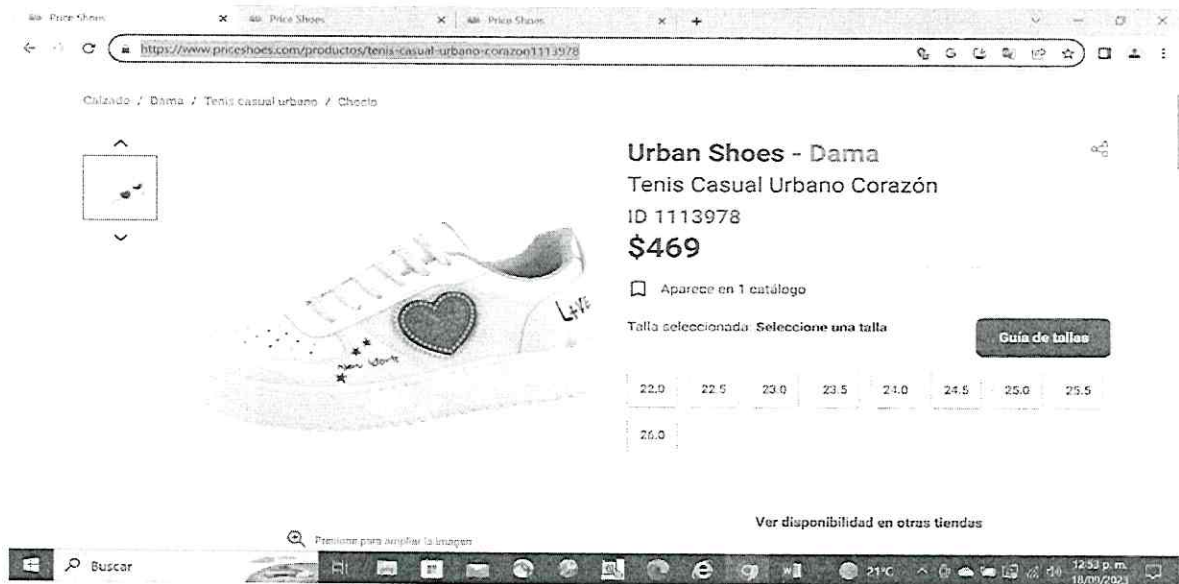 Price Shoes
Price Shoes
Price Shoes
https://www.priceshoes.com/productos/tenis-casual-urbano-corazon1113978
Calzado / Dama / Tenis casual urbano / Choclo
Urban Shoes - Dama
Tenis Casual Urbano Corazón
ID 1113978
$469
Aparece en 1 catálogo
Talla seleccionada: Seleccione una talla
Guía de tallas
22.0 22.5 23.0 23.5 24.0 24.5 25.0 25.5
26.0
LOVE
Ver disponibilidad en otras tiendas
Presione para ampliar la imagen
Buscar
21°C
12:53 p. m.
18/09/2023